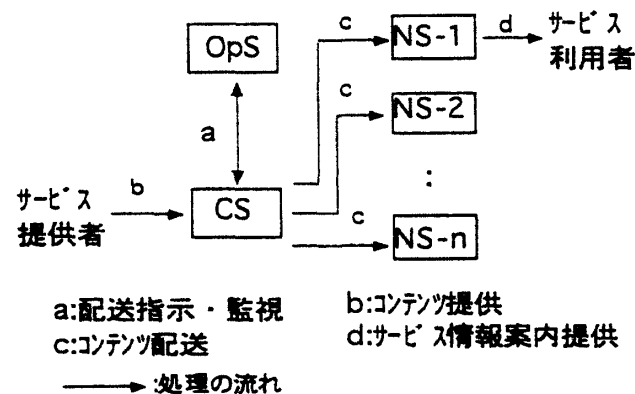 OpS
a
サービス
提供者
b
CS
c
NS-1
d
サービス
利用者
c
NS-2
:
c
NS-n
a:配送指示・監視
b:コンテンツ提供
c:コンテンツ配送
d:サービス情報案内提供
:処理の流れ